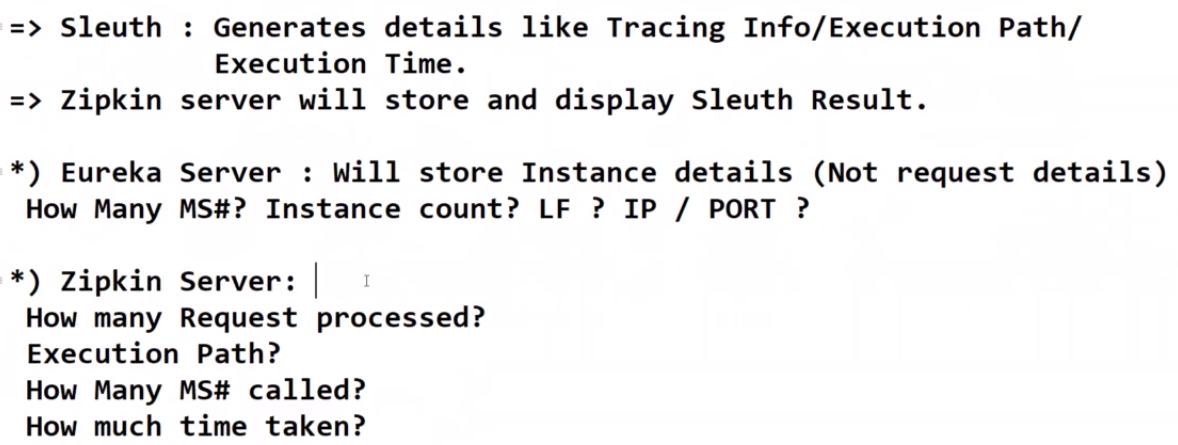 => Sleuth : Generates details like Tracing Info/Execution Path/
Execution Time.
=> Zipkin server will store and display Sleuth Result.
*) Eureka Server : Will store Instance details (Not request details)
How Many MS#? Instance count? LF ? IP / PORT ?
*) Zipkin Server:
How many Request processed?
Execution Path?
How Many MS# called?
How much time taken?